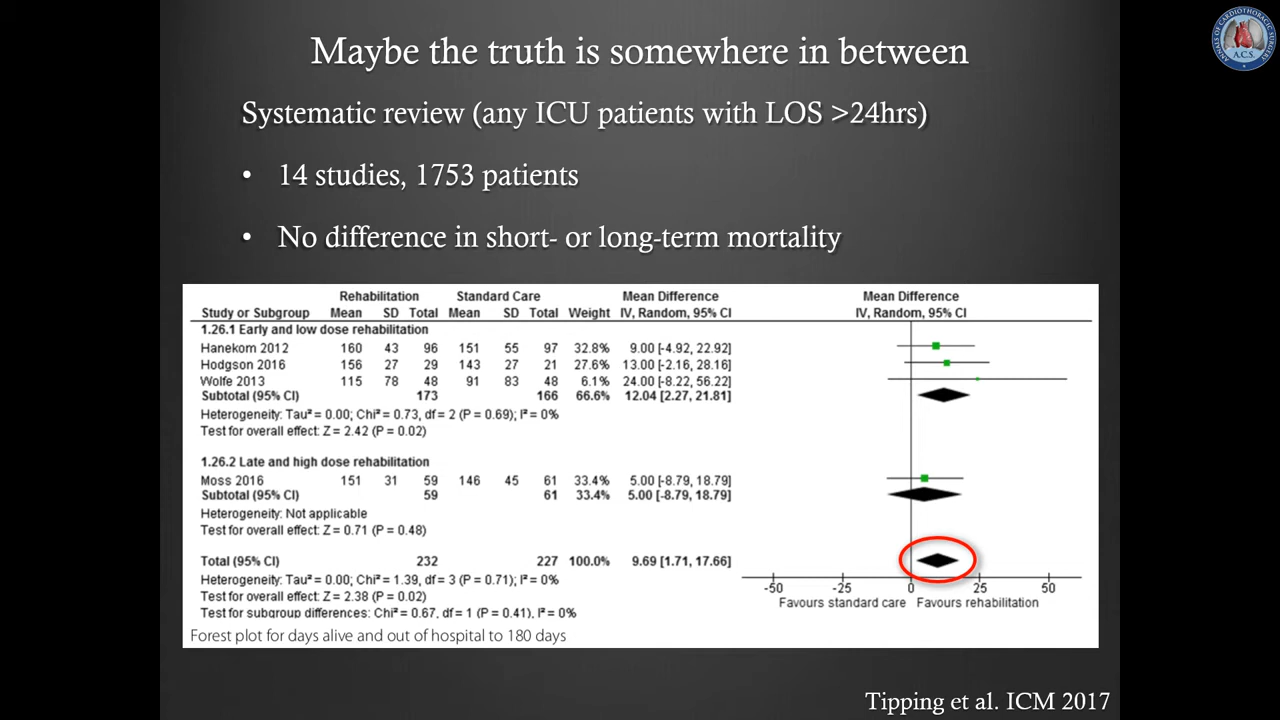 Maybe the truth is somewhere in between
ANNALS OF CARDIOTHORACIC SURGERY
A.C.S.
Systematic review (any ICU patients with LOS >24hrs)
• 14 studies, 1753 patients
• No difference in short- or long-term mortality
Rehabilitation Standard Care Mean Difference Mean Difference
Study or Subgroup Mean SD Total Mean SD Total Weight IV, Random, 95% CI IV, Random, 95% CI
1.26.1 Early and low dose rehabilitation
Hanekom 2012 160 43 96 151 55 97 32.8% 9.00 [-4.92, 22.92]
Hodgson 2016 156 27 29 143 27 21 27.6% 13.00 [-2.16, 28.16]
Wolfe 2013 115 78 48 91 83 48 6.1% 24.00 [-8.22, 56.22]
Subtotal (95% CI) 173 166 66.6% 12.04 [2.27, 21.81]
Heterogeneity: Tau² = 0.00; Chi² = 0.73, df = 2 (P = 0.69); I² = 0%
Test for overall effect: Z = 2.42 (P = 0.02)
1.26.2 Late and high dose rehabilitation
Moss 2016 151 31 59 146 45 61 33.4% 5.00 [-8.79, 18.79]
Subtotal (95% CI) 59 61 33.4% 5.00 [-8.79, 18.79]
Heterogeneity: Not applicable
Test for overall effect: Z = 0.71 (P = 0.48)
Total (95% CI) 232 227 100.0% 9.69 [1.71, 17.66]
Heterogeneity: Tau² = 0.00; Chi² = 1.39, df = 3 (P = 0.71); I² = 0%
Test for overall effect: Z = 2.38 (P = 0.02)
Test for subgroup differences: Chi² = 0.67, df = 1 (P = 0.41), I² = 0%
-50 -25 0 25 50
Favours standard care Favours rehabilitation
Forest plot for days alive and out of hospital to 180 days
Tipping et al. ICM 2017